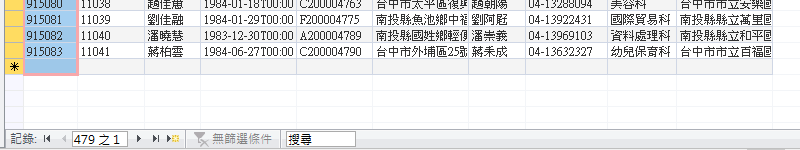 915080 11038 趙佳慧 1984-01-18T00:00 C200004763 台中市太平區復興 趙朝陽 04-13288094 美容科 台中市市立安樂國
915081 11039 劉佳融 1984-01-29T00:00 F200004775 南投縣魚池鄉中福 劉阿屘 04-13922431 國際貿易科 南投縣縣立萬里國
915082 11040 潘曉慧 1983-12-30T00:00 A200004789 南投縣國姓鄉輕便 潘崇義 04-13969103 資料處理科 南投縣縣立和平國
915083 11041 蔣柏雲 1984-06-27T00:00 C200004790 台中市外埔區25號 蔣耒成 04-13632327 幼兒保育科 台中市市立百福國
記錄: 479 之 1 無篩選條件 搜尋